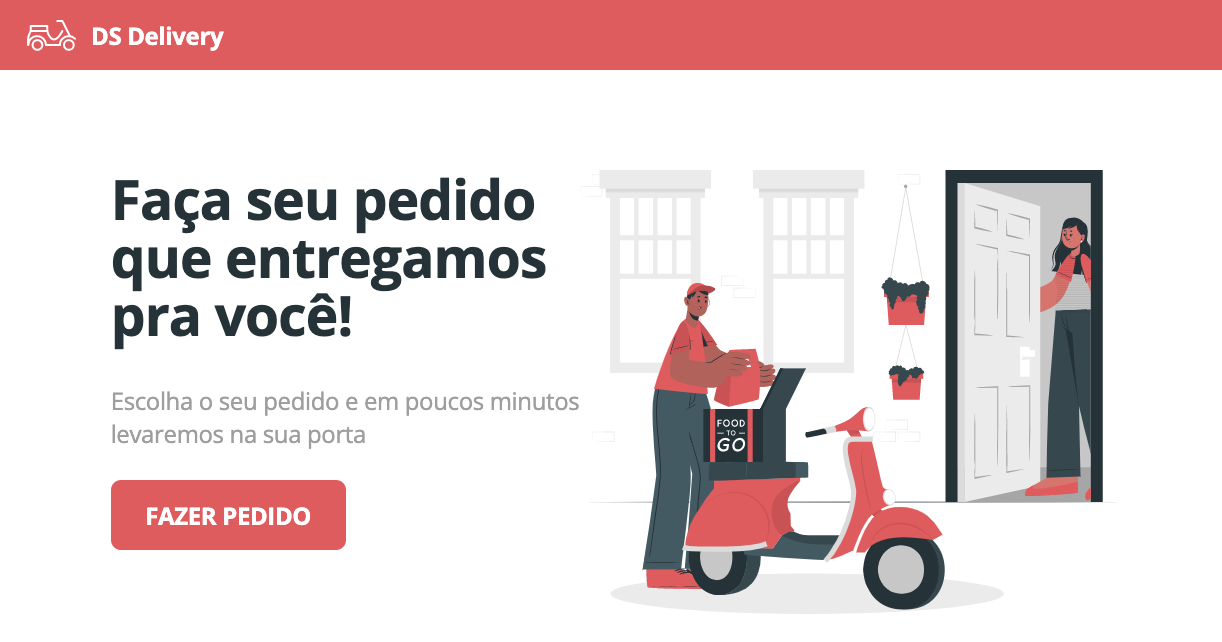 DS Delivery
Faça seu pedido
que entregamos
pra você!
Escolha o seu pedido e em poucos minutos
levaremos na sua porta
FAZER PEDIDO
FOOD
TO
GO